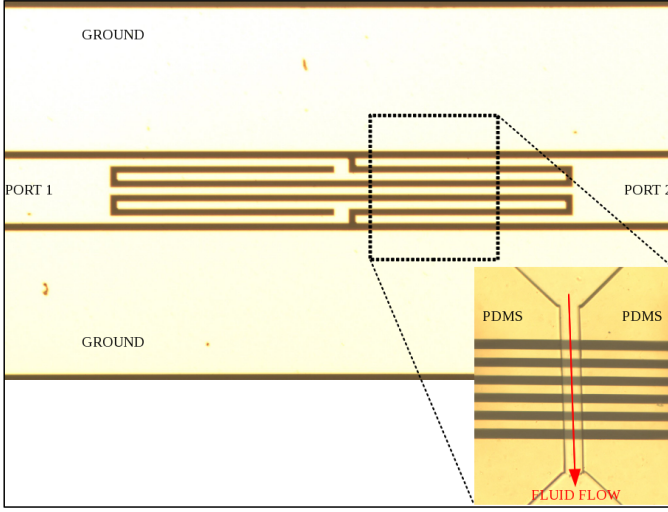 GROUND
PORT 1
PORT 2
GROUND
PDMS
PDMS
FLUID FLOW